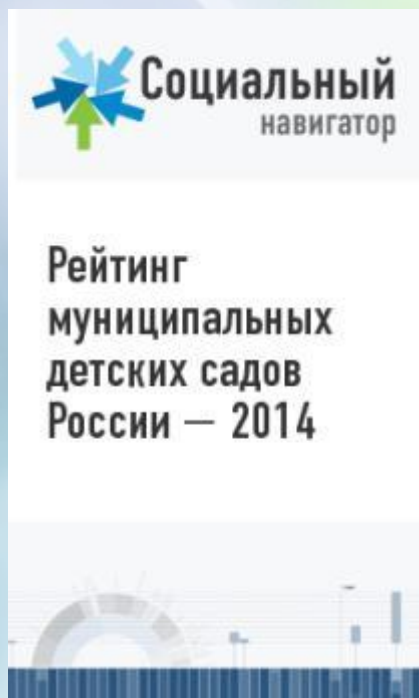 Социальный
навигатор
Рейтинг
муниципальных
детских садов
России — 2014